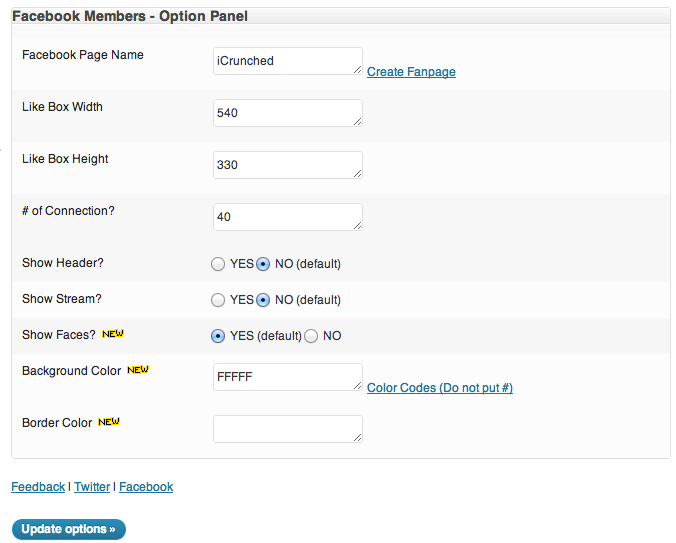 Facebook Members - Option Panel
Facebook Page Name iCrunched Create Fanpage
Like Box Width 540
Like Box Height 330
# of Connection? 40
Show Header? YES NO (default)
Show Stream? YES NO (default)
Show Faces? NEW YES (default) NO
Background Color NEW FFFFF Color Codes (Do not put #)
Border Color NEW
Feedback | Twitter | Facebook
Update options »